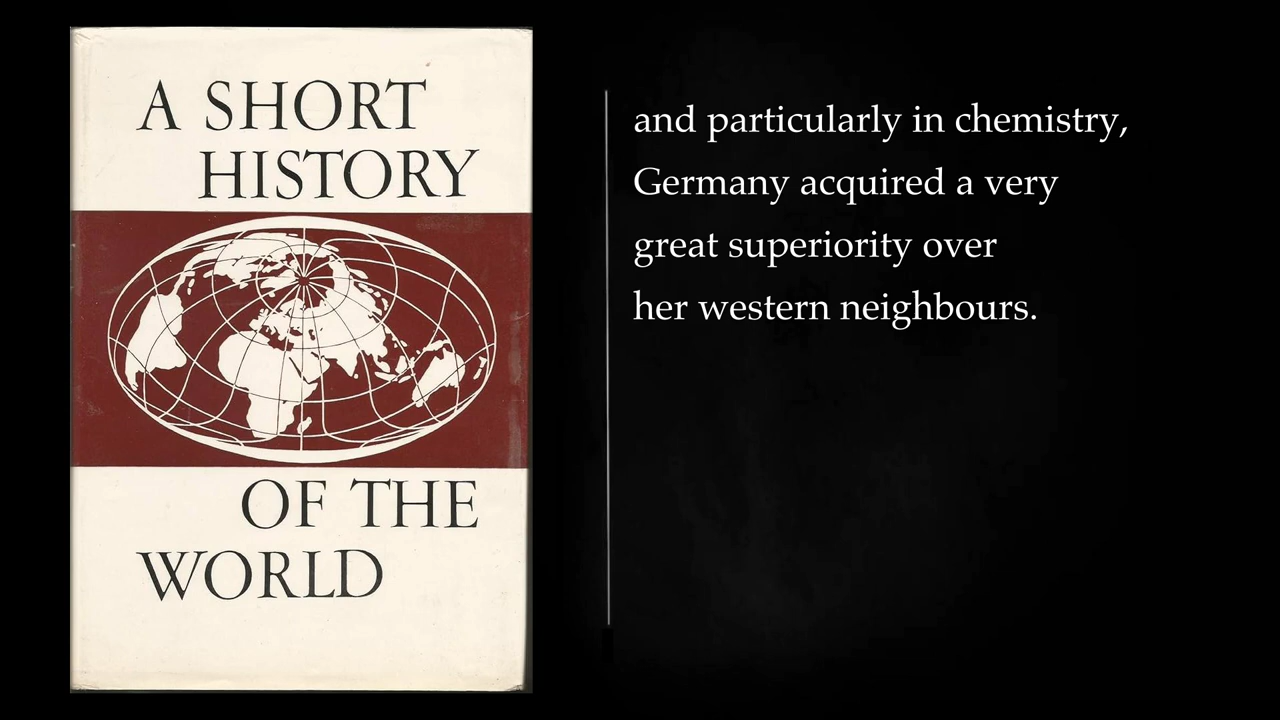 A SHORT
HISTORY
OF THE
WORLD
and particularly in chemistry,
Germany acquired a very
great superiority over
her western neighbours.